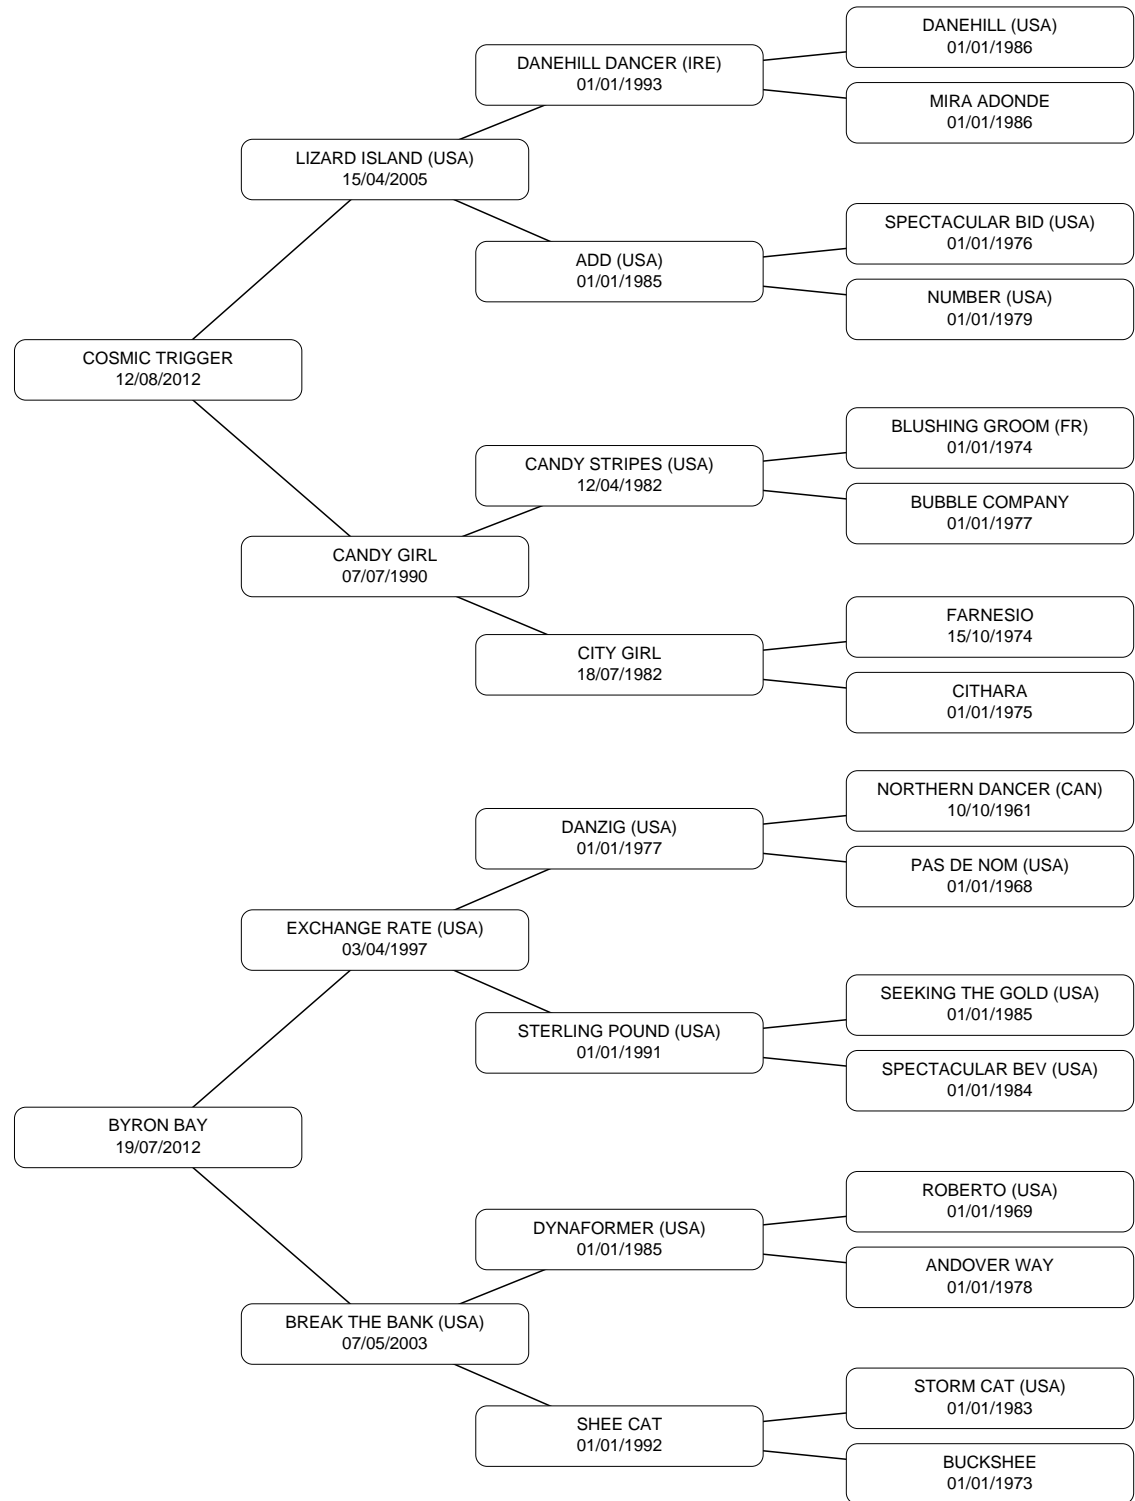 DANEHILL (USA)
01/01/1986
DANEHILL DANCER (IRE)
01/01/1993
MIRA ADONDE
01/01/1986
LIZARD ISLAND (USA)
15/04/2005
SPECTACULAR BID (USA)
01/01/1976
ADD (USA)
01/01/1985
NUMBER (USA)
01/01/1979
COSMIC TRIGGER
12/08/2012
BLUSHING GROOM (FR)
01/01/1974
CANDY STRIPES (USA)
12/04/1982
BUBBLE COMPANY
01/01/1977
CANDY GIRL
07/07/1990
FARNESIO
15/10/1974
CITY GIRL
18/07/1982
CITHARA
01/01/1975
NORTHERN DANCER (CAN)
10/10/1961
DANZIG (USA)
01/01/1977
PAS DE NOM (USA)
01/01/1968
EXCHANGE RATE (USA)
03/04/1997
SEEKING THE GOLD (USA)
01/01/1985
STERLING POUND (USA)
01/01/1991
SPECTACULAR BEV (USA)
01/01/1984
BYRON BAY
19/07/2012
ROBERTO (USA)
01/01/1969
DYNAFORMER (USA)
01/01/1985
ANDOVER WAY
01/01/1978
BREAK THE BANK (USA)
07/05/2003
STORM CAT (USA)
01/01/1983
SHEE CAT
01/01/1992
BUCKSHEE
01/01/1973